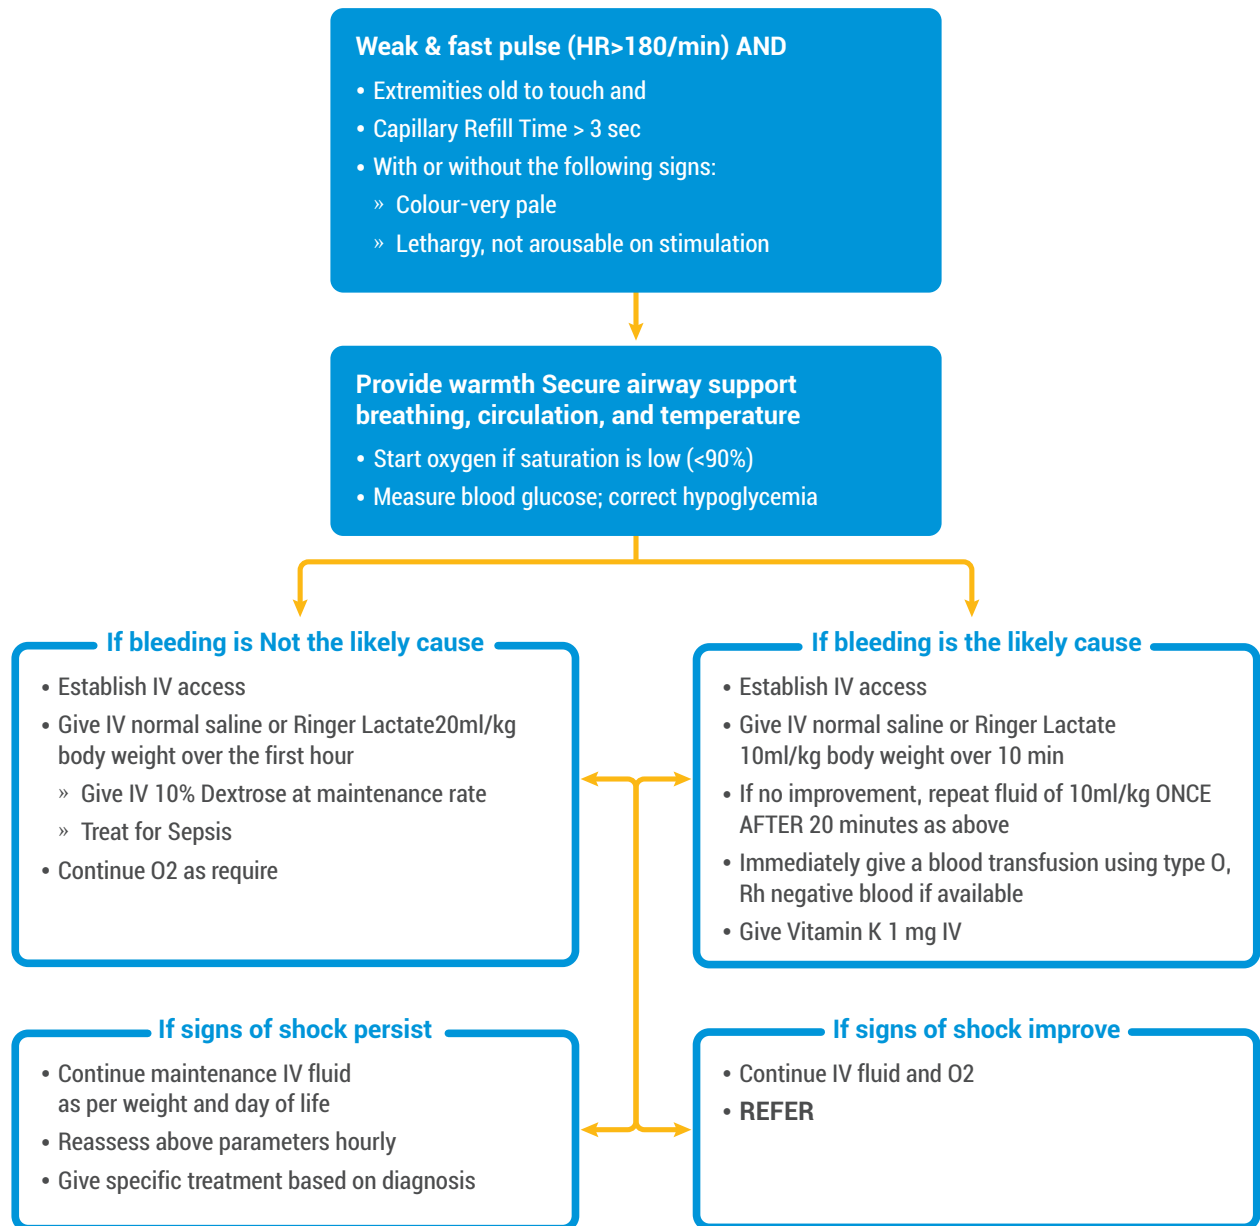 Weak & fast pulse (HR>180/min) AND
• Extremities old to touch and
• Capillary Refill Time > 3 sec
• With or without the following signs:
» Colour-very pale
» Lethargy, not arousable on stimulation
Provide warmth Secure airway support
breathing, circulation, and temperature
• Start oxygen if saturation is low (<90%)
• Measure blood glucose; correct hypoglycemia
If bleeding is Not the likely cause
• Establish IV access
• Give IV normal saline or Ringer Lactate20ml/kg
body weight over the first hour
» Give IV 10% Dextrose at maintenance rate
» Treat for Sepsis
• Continue O2 as require
If bleeding is the likely cause
• Establish IV access
• Give IV normal saline or Ringer Lactate
10ml/kg body weight over 10 min
• If no improvement, repeat fluid of 10ml/kg ONCE
AFTER 20 minutes as above
• Immediately give a blood transfusion using type O,
Rh negative blood if available
• Give Vitamin K 1 mg IV
If signs of shock persist
• Continue maintenance IV fluid
as per weight and day of life
• Reassess above parameters hourly
• Give specific treatment based on diagnosis
If signs of shock improve
• Continue IV fluid and O2
• REFER